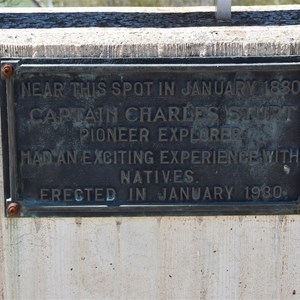 NEAR THIS SPOT IN JANUARY 1830
CAPTAIN CHARLES STURT
PIONEER EXPLORER
HAD AN EXCITING EXPERIENCE WITH
NATIVES.
ERECTED IN JANUARY 1930.